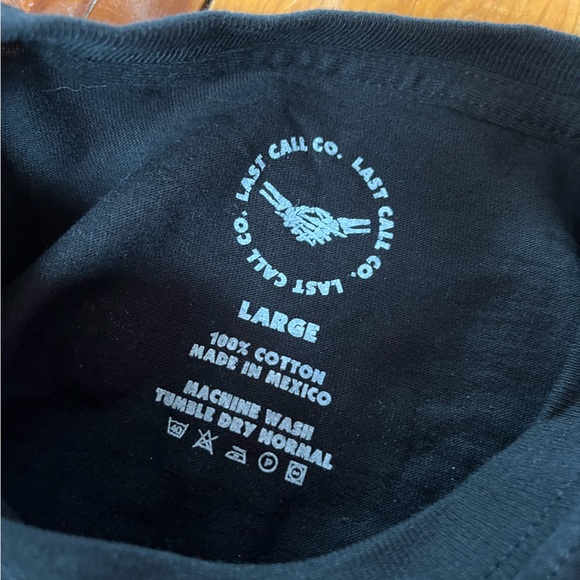 LAST CALL CO. LAST CALL CO. LAST CALL CO.
LARGE
100% COTTON
MADE IN MEXICO
MACHINE WASH
TUMBLE DRY NORMAL
40 P